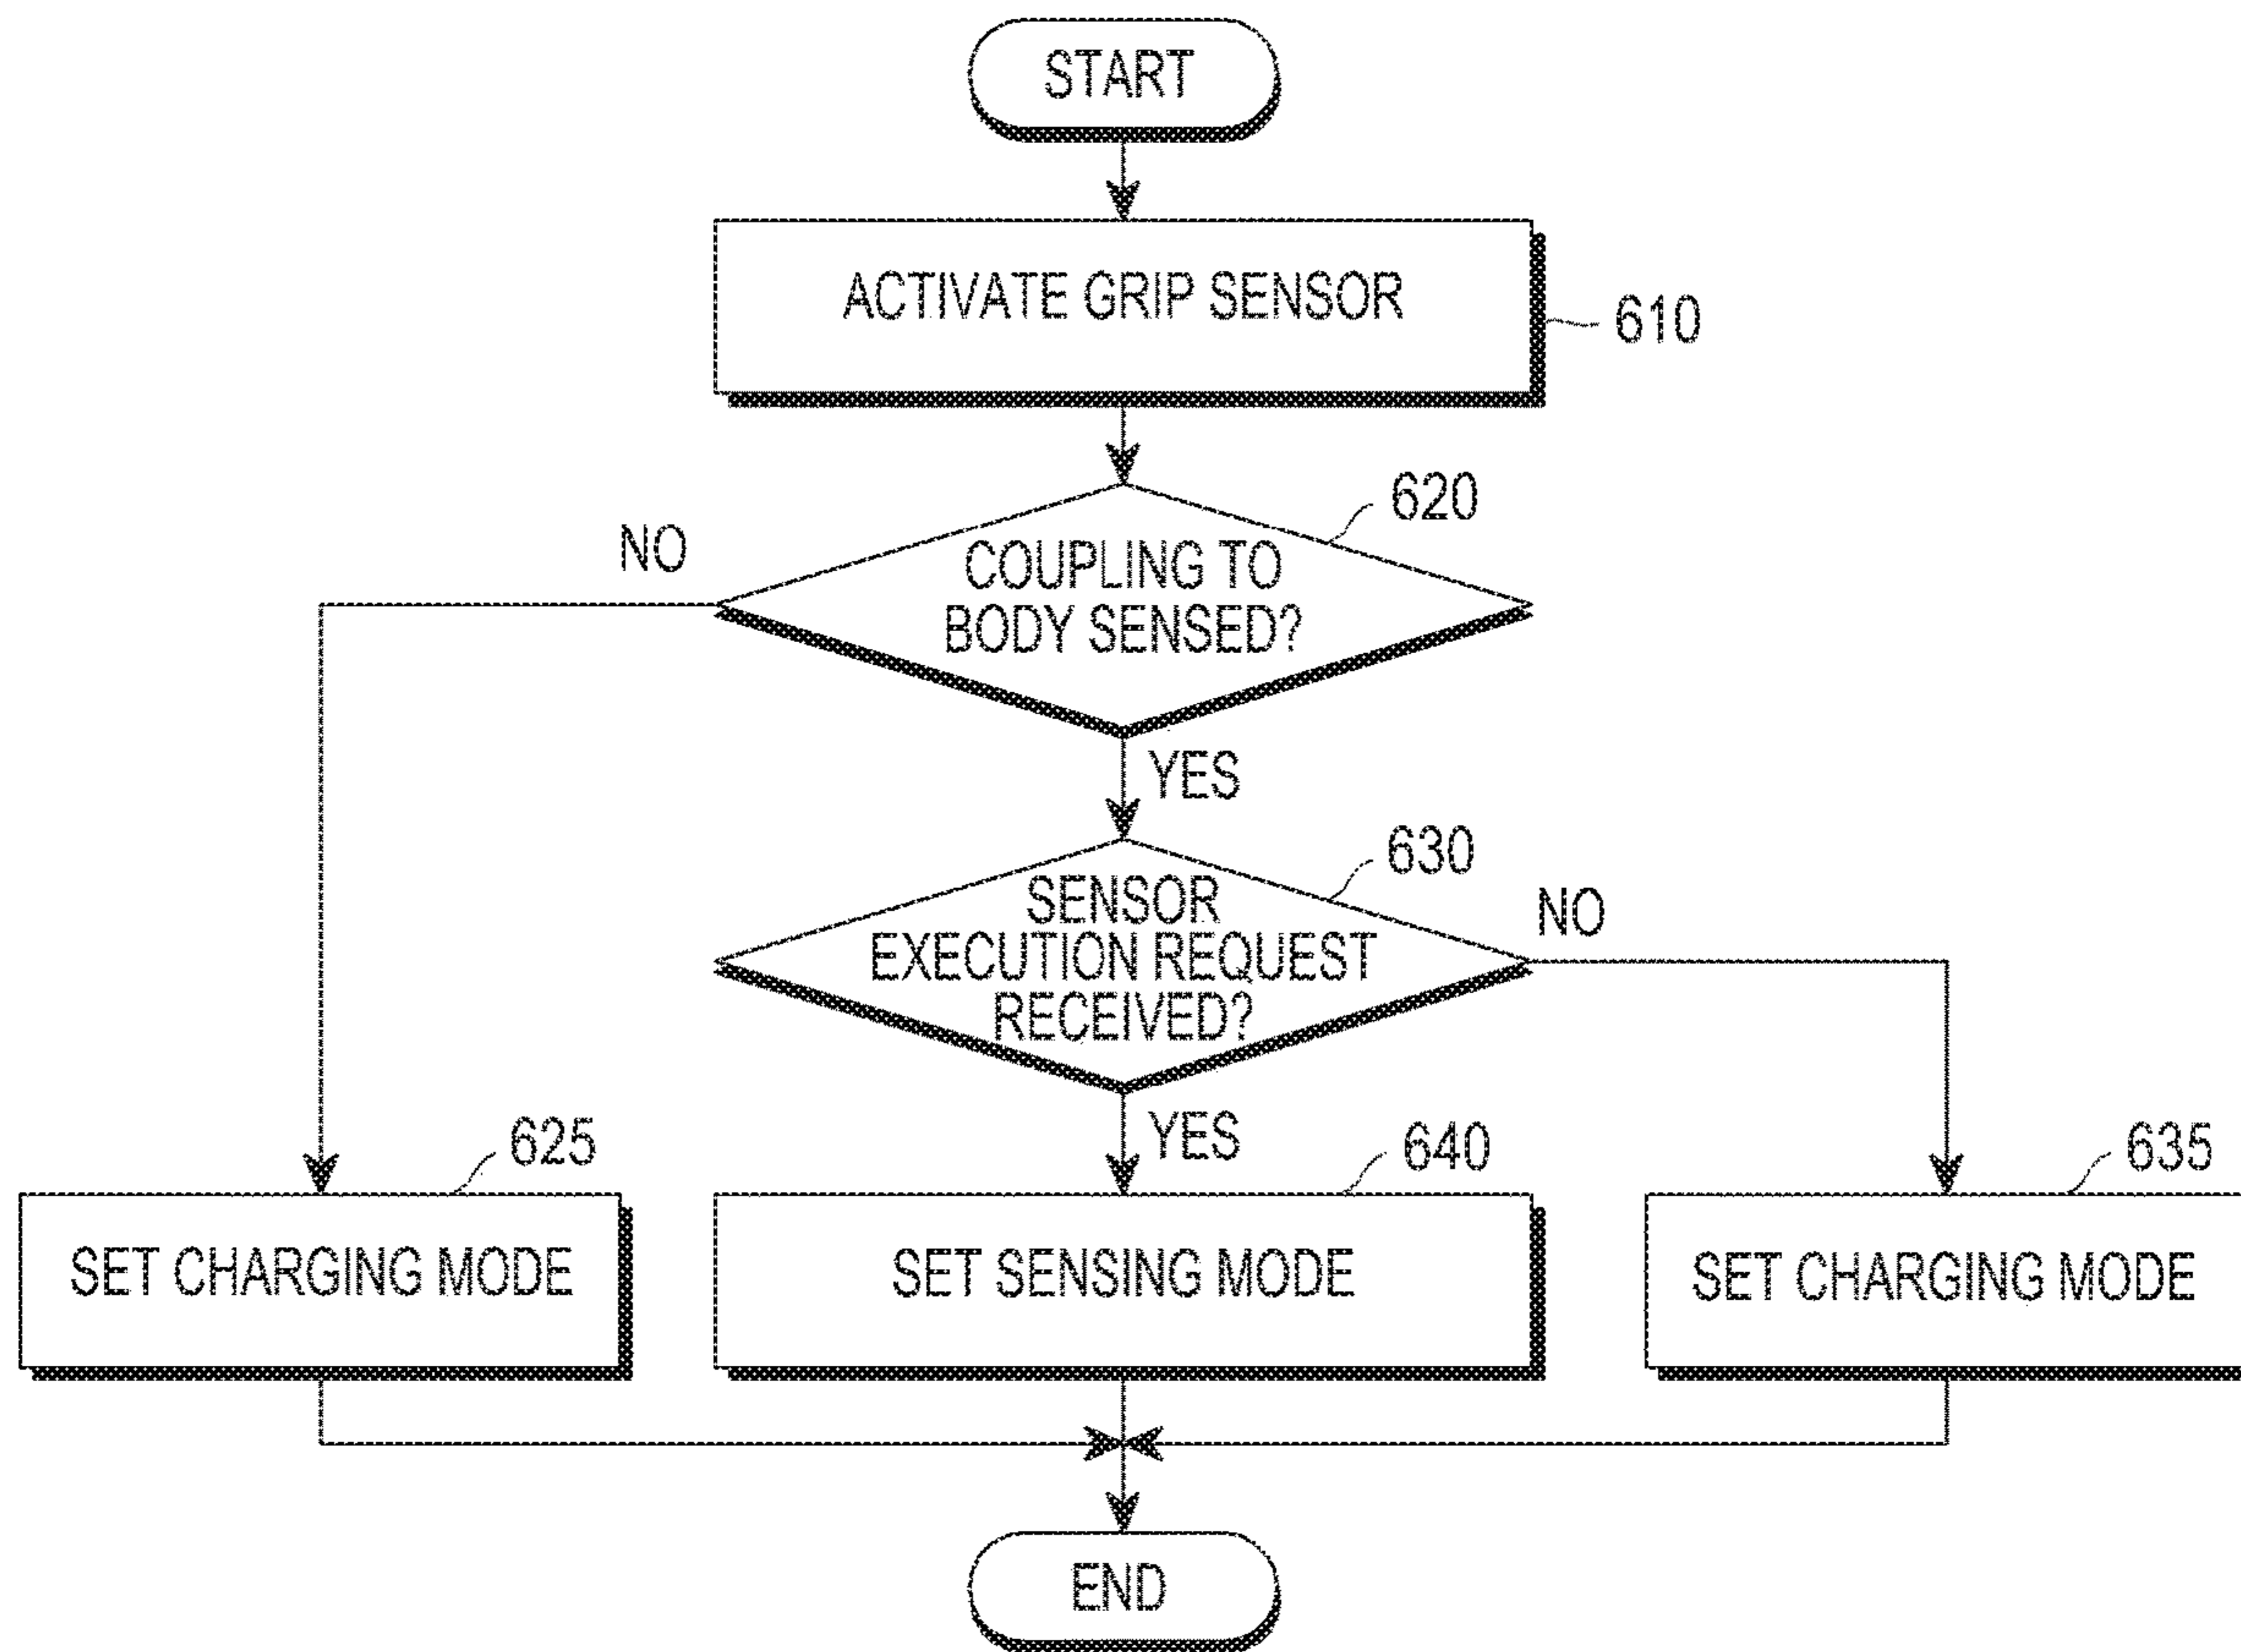 START
ACTIVATE GRIP SENSOR
610
620
NO
COUPLING TO
BODY SENSED?
YES
630
SENSOR
EXECUTION REQUEST
RECEIVED?
NO
YES
625
640
635
SET CHARGING MODE
SET SENSING MODE
SET CHARGING MODE
END